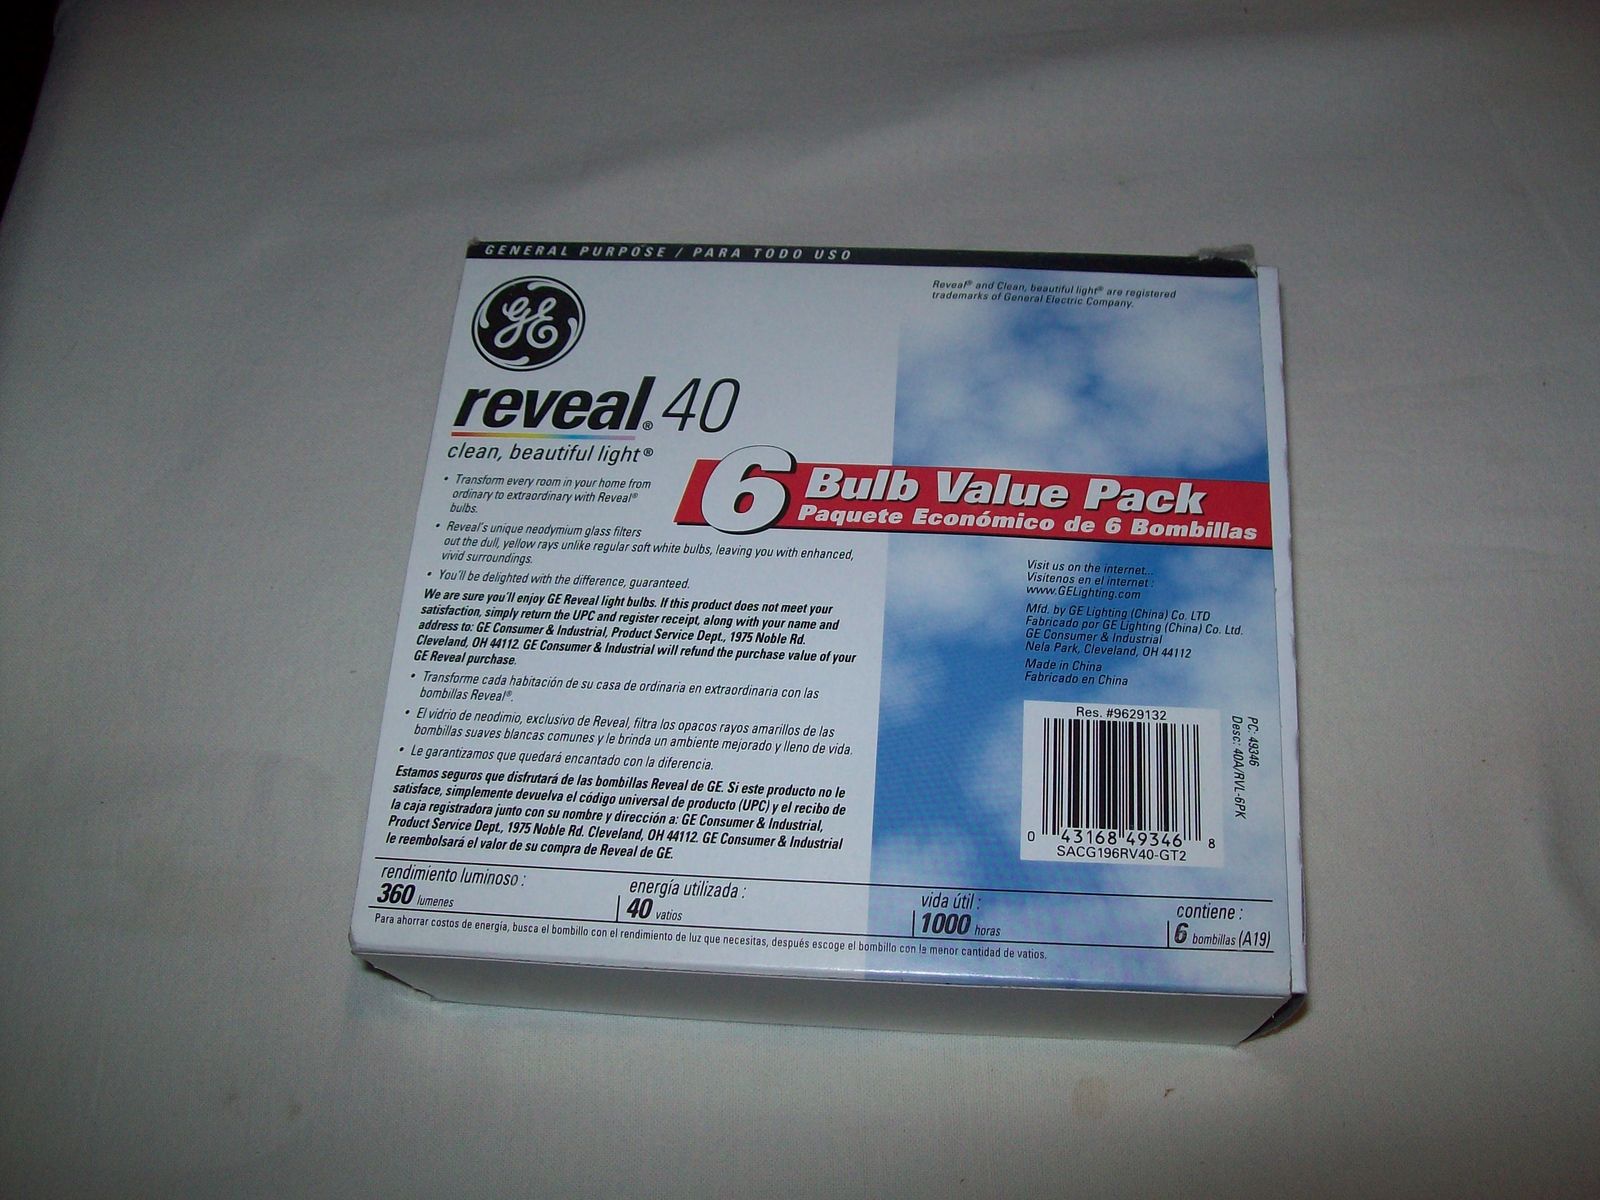 GENERAL PURPOSE / PARA TODO USO
GE
Reveal® and Clean, beautiful light® are registered
trademarks of General Electric Company.
reveal® 40
clean, beautiful light®
6 Bulb Value Pack
Paquete Económico de 6 Bombillas
• Transform every room in your home from
ordinary to extraordinary with Reveal®
bulbs.
• Reveal's unique neodymium glass filters
out the dull, yellow rays unlike regular soft white bulbs, leaving you with enhanced,
vivid surroundings.
• You'll be delighted with the difference, guaranteed.
We are sure you'll enjoy GE Reveal light bulbs. If this product does not meet your
satisfaction, simply return the UPC and register receipt, along with your name and
address to: GE Consumer & Industrial, Product Service Dept., 1975 Noble Rd.
Cleveland, OH 44112. GE Consumer & Industrial will refund the purchase value of your
GE Reveal purchase.
• Transforme cada habitación de su casa de ordinaria en extraordinaria con las
bombillas Reveal®.
• El vidrio de neodimio, exclusivo de Reveal, filtra los opacos rayos amarillos de las
bombillas suaves blancas comunes y le brinda un ambiente mejorado y lleno de vida.
• Le garantizamos que quedará encantado con la diferencia.
Estamos seguros que disfrutará de las bombillas Reveal de GE. Si este producto no le
satisface, simplemente devuelva el código universal de producto (UPC) y el recibo de
la caja registradora junto con su nombre y dirección a: GE Consumer & Industrial,
Product Service Dept., 1975 Noble Rd. Cleveland, OH 44112. GE Consumer & Industrial
le reembolsará el valor de su compra de Reveal de GE.
Visit us on the internet...
Visítenos en el internet :
www.GELighting.com
Mfd. by GE Lighting (China) Co. LTD
Fabricado por GE Lighting (China) Co. Ltd.
GE Consumer & Industrial
Nela Park, Cleveland, OH 44112
Made in China
Fabricado en China
Res. #9629132
0 43168 49346 8
SACG196RV40-GT2
PC: 49346
Desc: 40A/RVL-6PK
rendimiento luminoso :
360 lumenes
energía utilizada :
40 vatios
vida útil :
1000 horas
contiene :
6 bombillas (A19)
Para ahorrar costos de energía, busca el bombillo con el rendimiento de luz que necesitas, después escoge el bombillo con la menor cantidad de vatios.